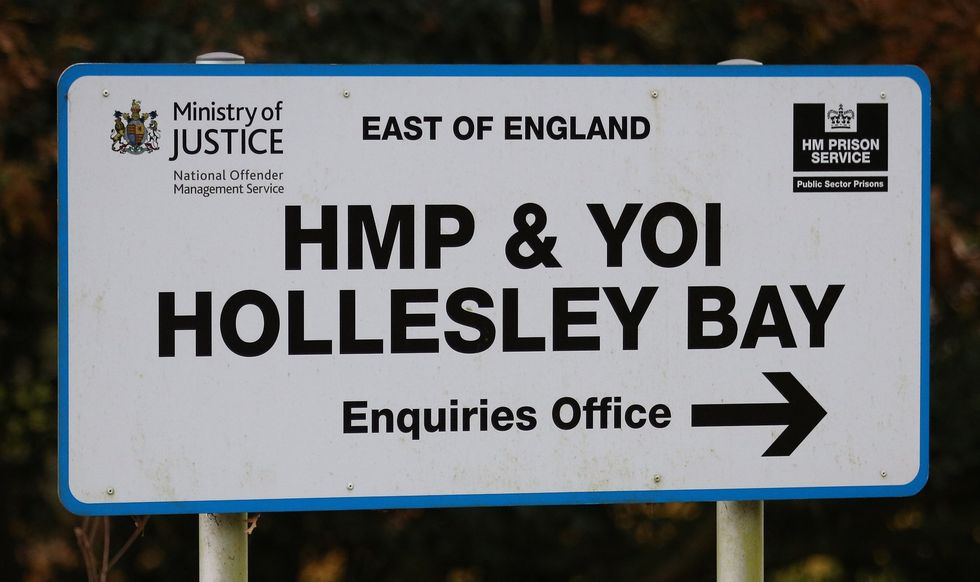 Ministry of
JUSTICE
National Offender
Management Service
EAST OF ENGLAND
HM PRISON
SERVICE
Public Sector Prisons
HMP & YOI
HOLLESLEY BAY
Enquiries Office